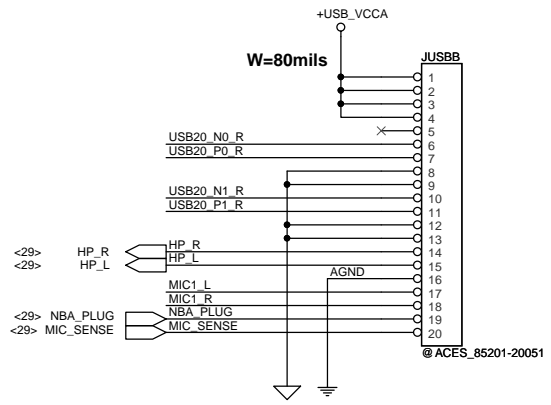 +USB_VCCA
W=80mils
JUSBB
1
2
3
4
5
USB20_N0_R 6
USB20_P0_R 7
8
9
USB20_N1_R 10
USB20_P1_R 11
12
13
<29> HP_R HP_R 14
<29> HP_L HP_L 15
AGND 16
MIC1_L 17
MIC1_R 18
<29> NBA_PLUG NBA_PLUG 19
<29> MIC_SENSE MIC_SENSE 20
@ ACES_85201-20051